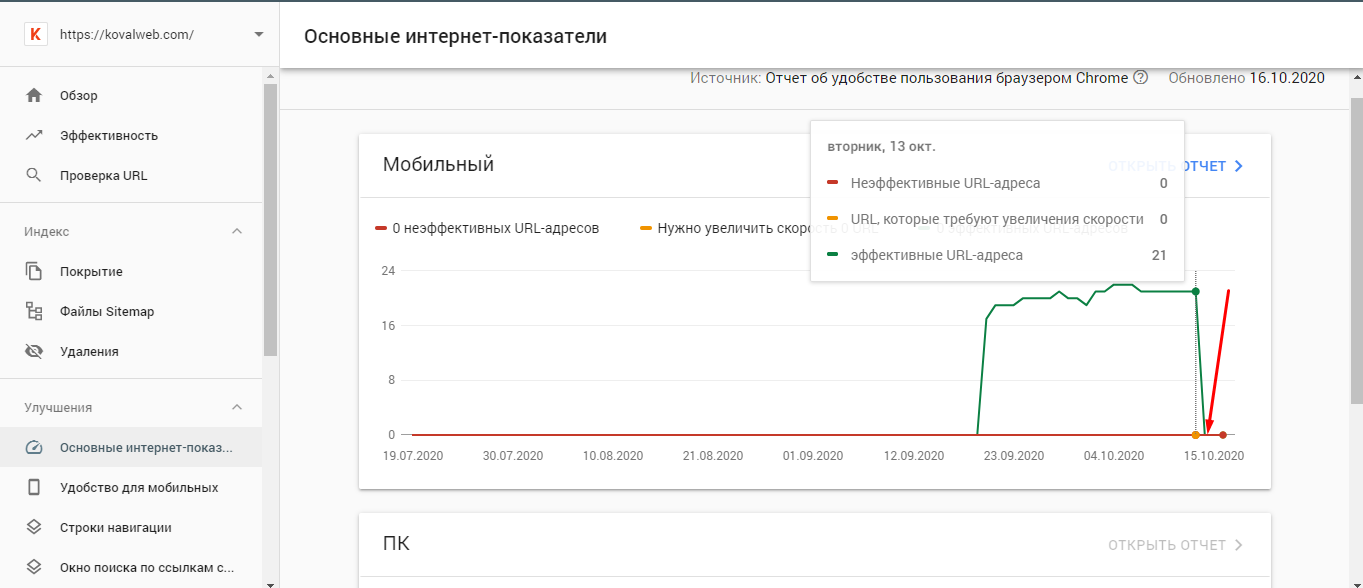 K
https://kovalweb.com/
Основные интернет-показатели
Источник: Отчет об удобстве пользования браузером Chrome ? Обновлено 16.10.2020
Обзор
Эффективность
Проверка URL
Индекс
Покрытие
Файлы Sitemap
Удаления
Улучшения
Основные интернет-показ...
Удобство для мобильных
Строки навигации
Окно поиска по ссылкам с...
Мобильный
ОТКРЫТЬ ОТЧЕТ
вторник, 13 окт.
Неэффективные URL-адреса 0
URL, которые требуют увеличения скорости 0
эффективные URL-адреса 21
0 неэффективных URL-адресов
Нужно увеличить скорость 0 URL
0 эффективных URL-адресов
24
16
8
0
19.07.2020 30.07.2020 10.08.2020 21.08.2020 01.09.2020 12.09.2020 23.09.2020 04.10.2020 15.10.2020
ПК
ОТКРЫТЬ ОТЧЕТ